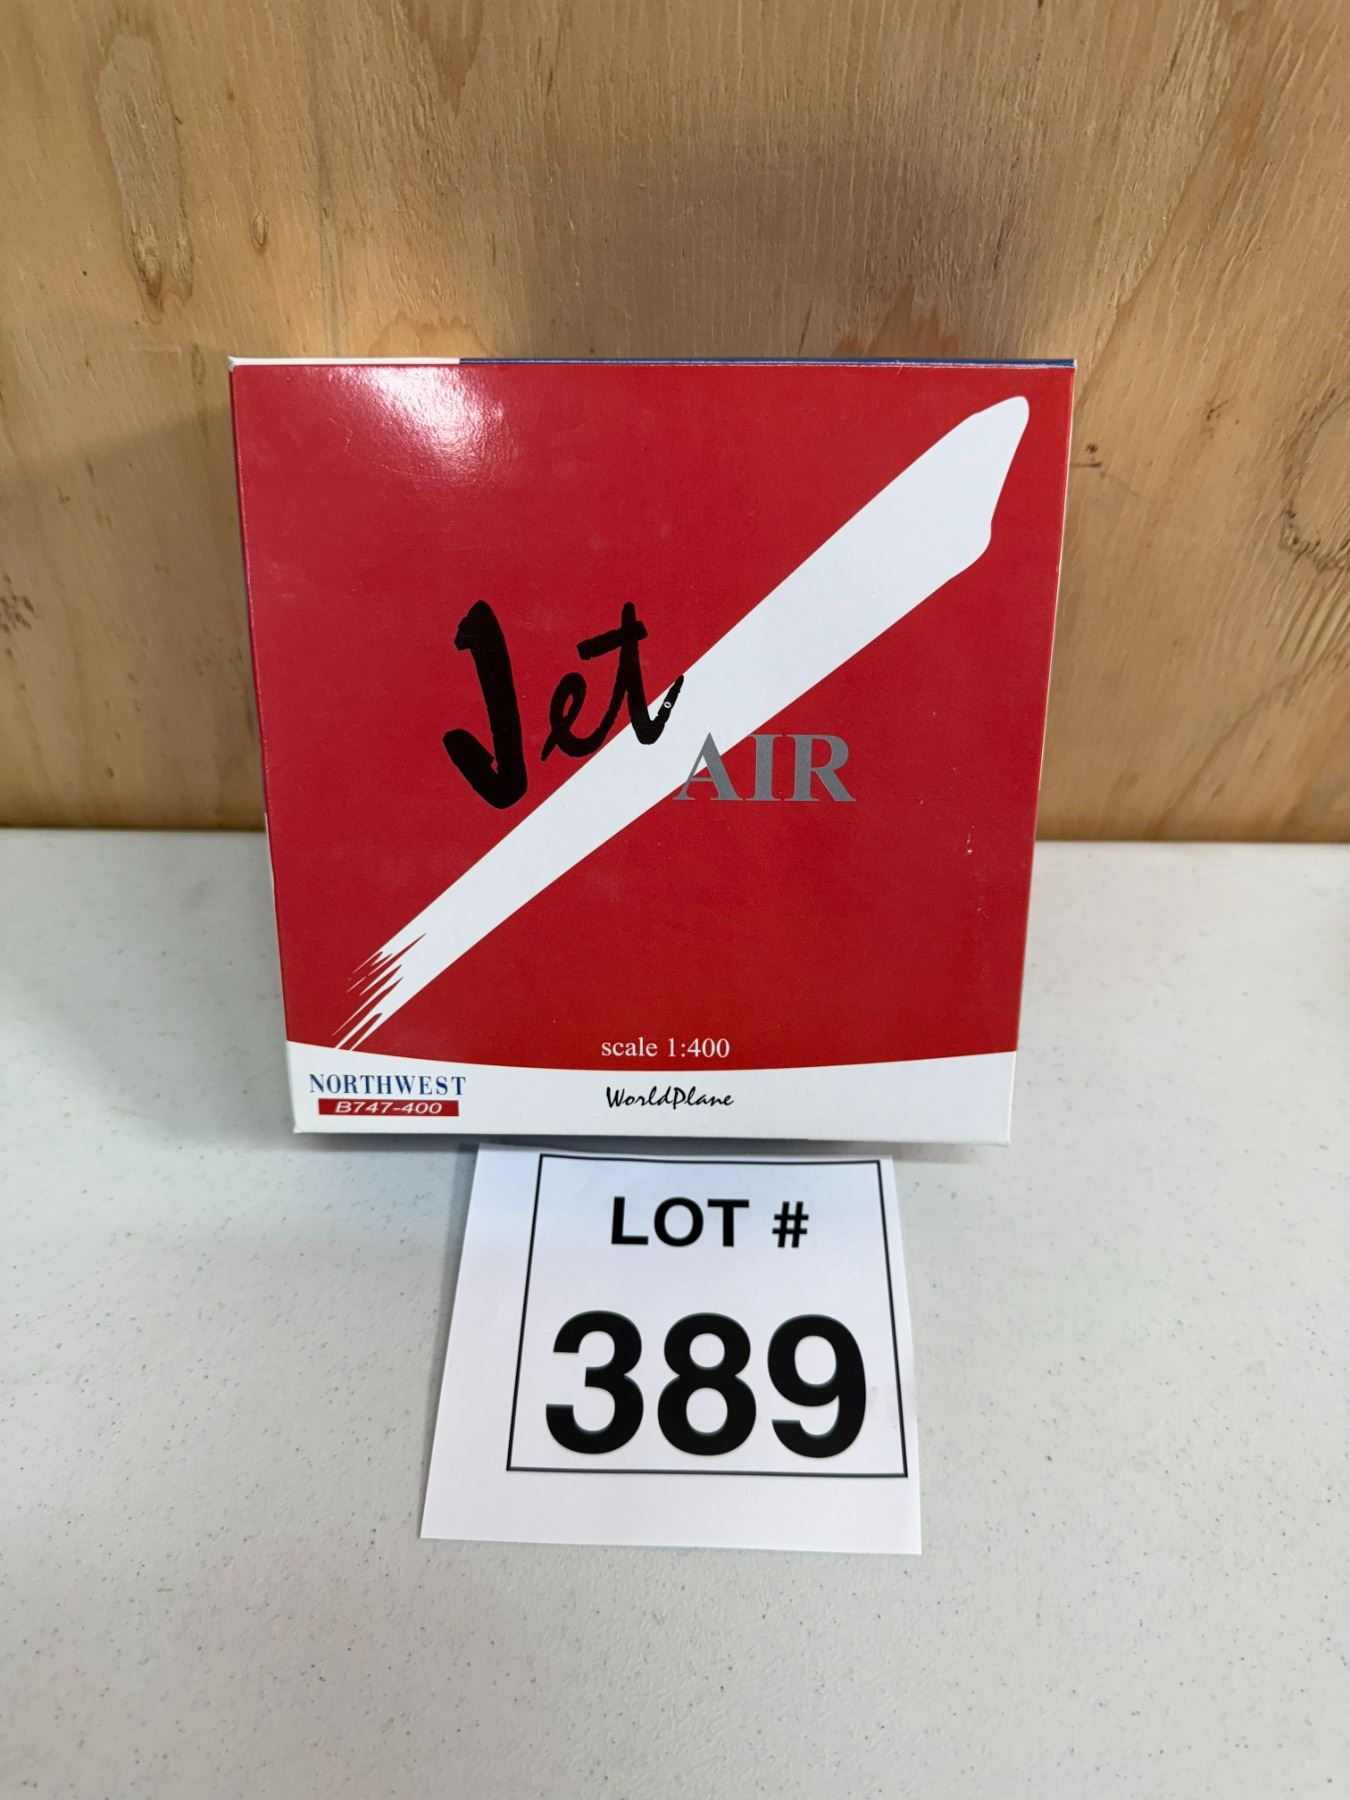 Jet
AIR
scale 1:400
NORTHWEST
B747-400
WorldPlane
LOT #
389